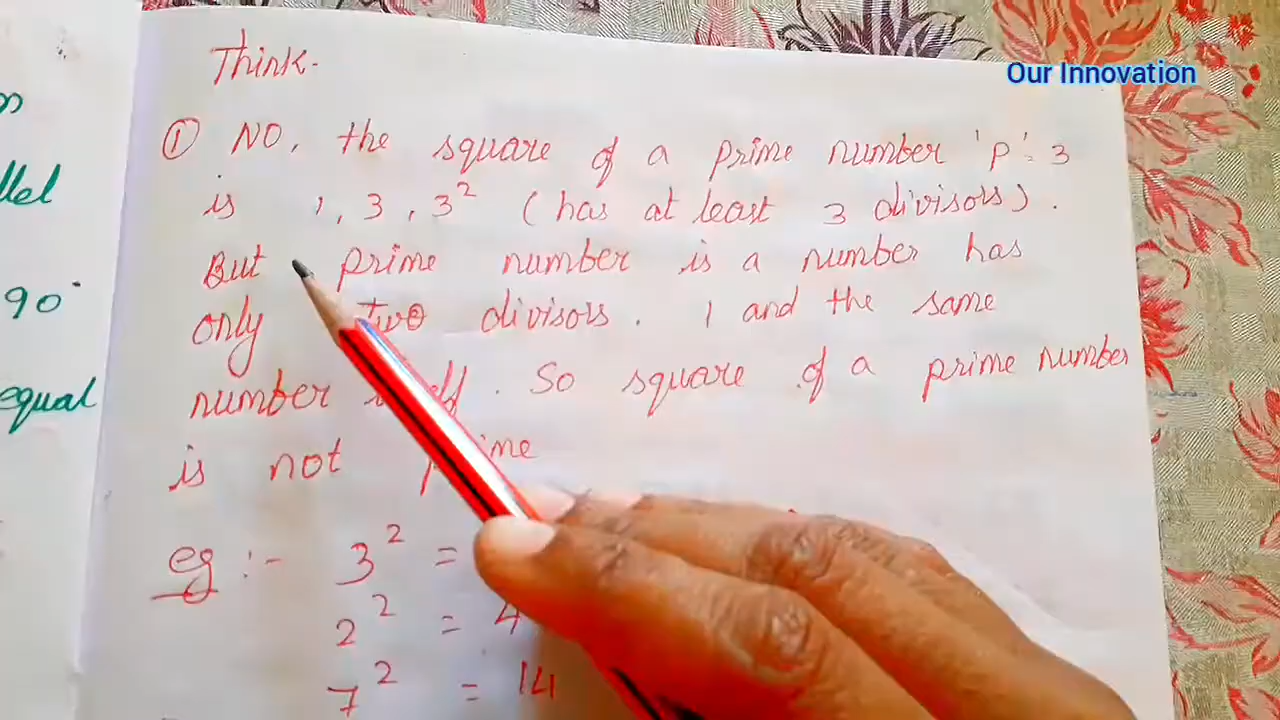 Think.
Our Innovation
① NO, the square of a prime number 'p' = 3
is 1, 3, 3² (has at least 3 divisors).
But prime number is a number has
only two divisors. 1 and the same
number . So square of a prime number
is not
eg :- 3² =
2² = 4
7² = 14
llel
90°
equal